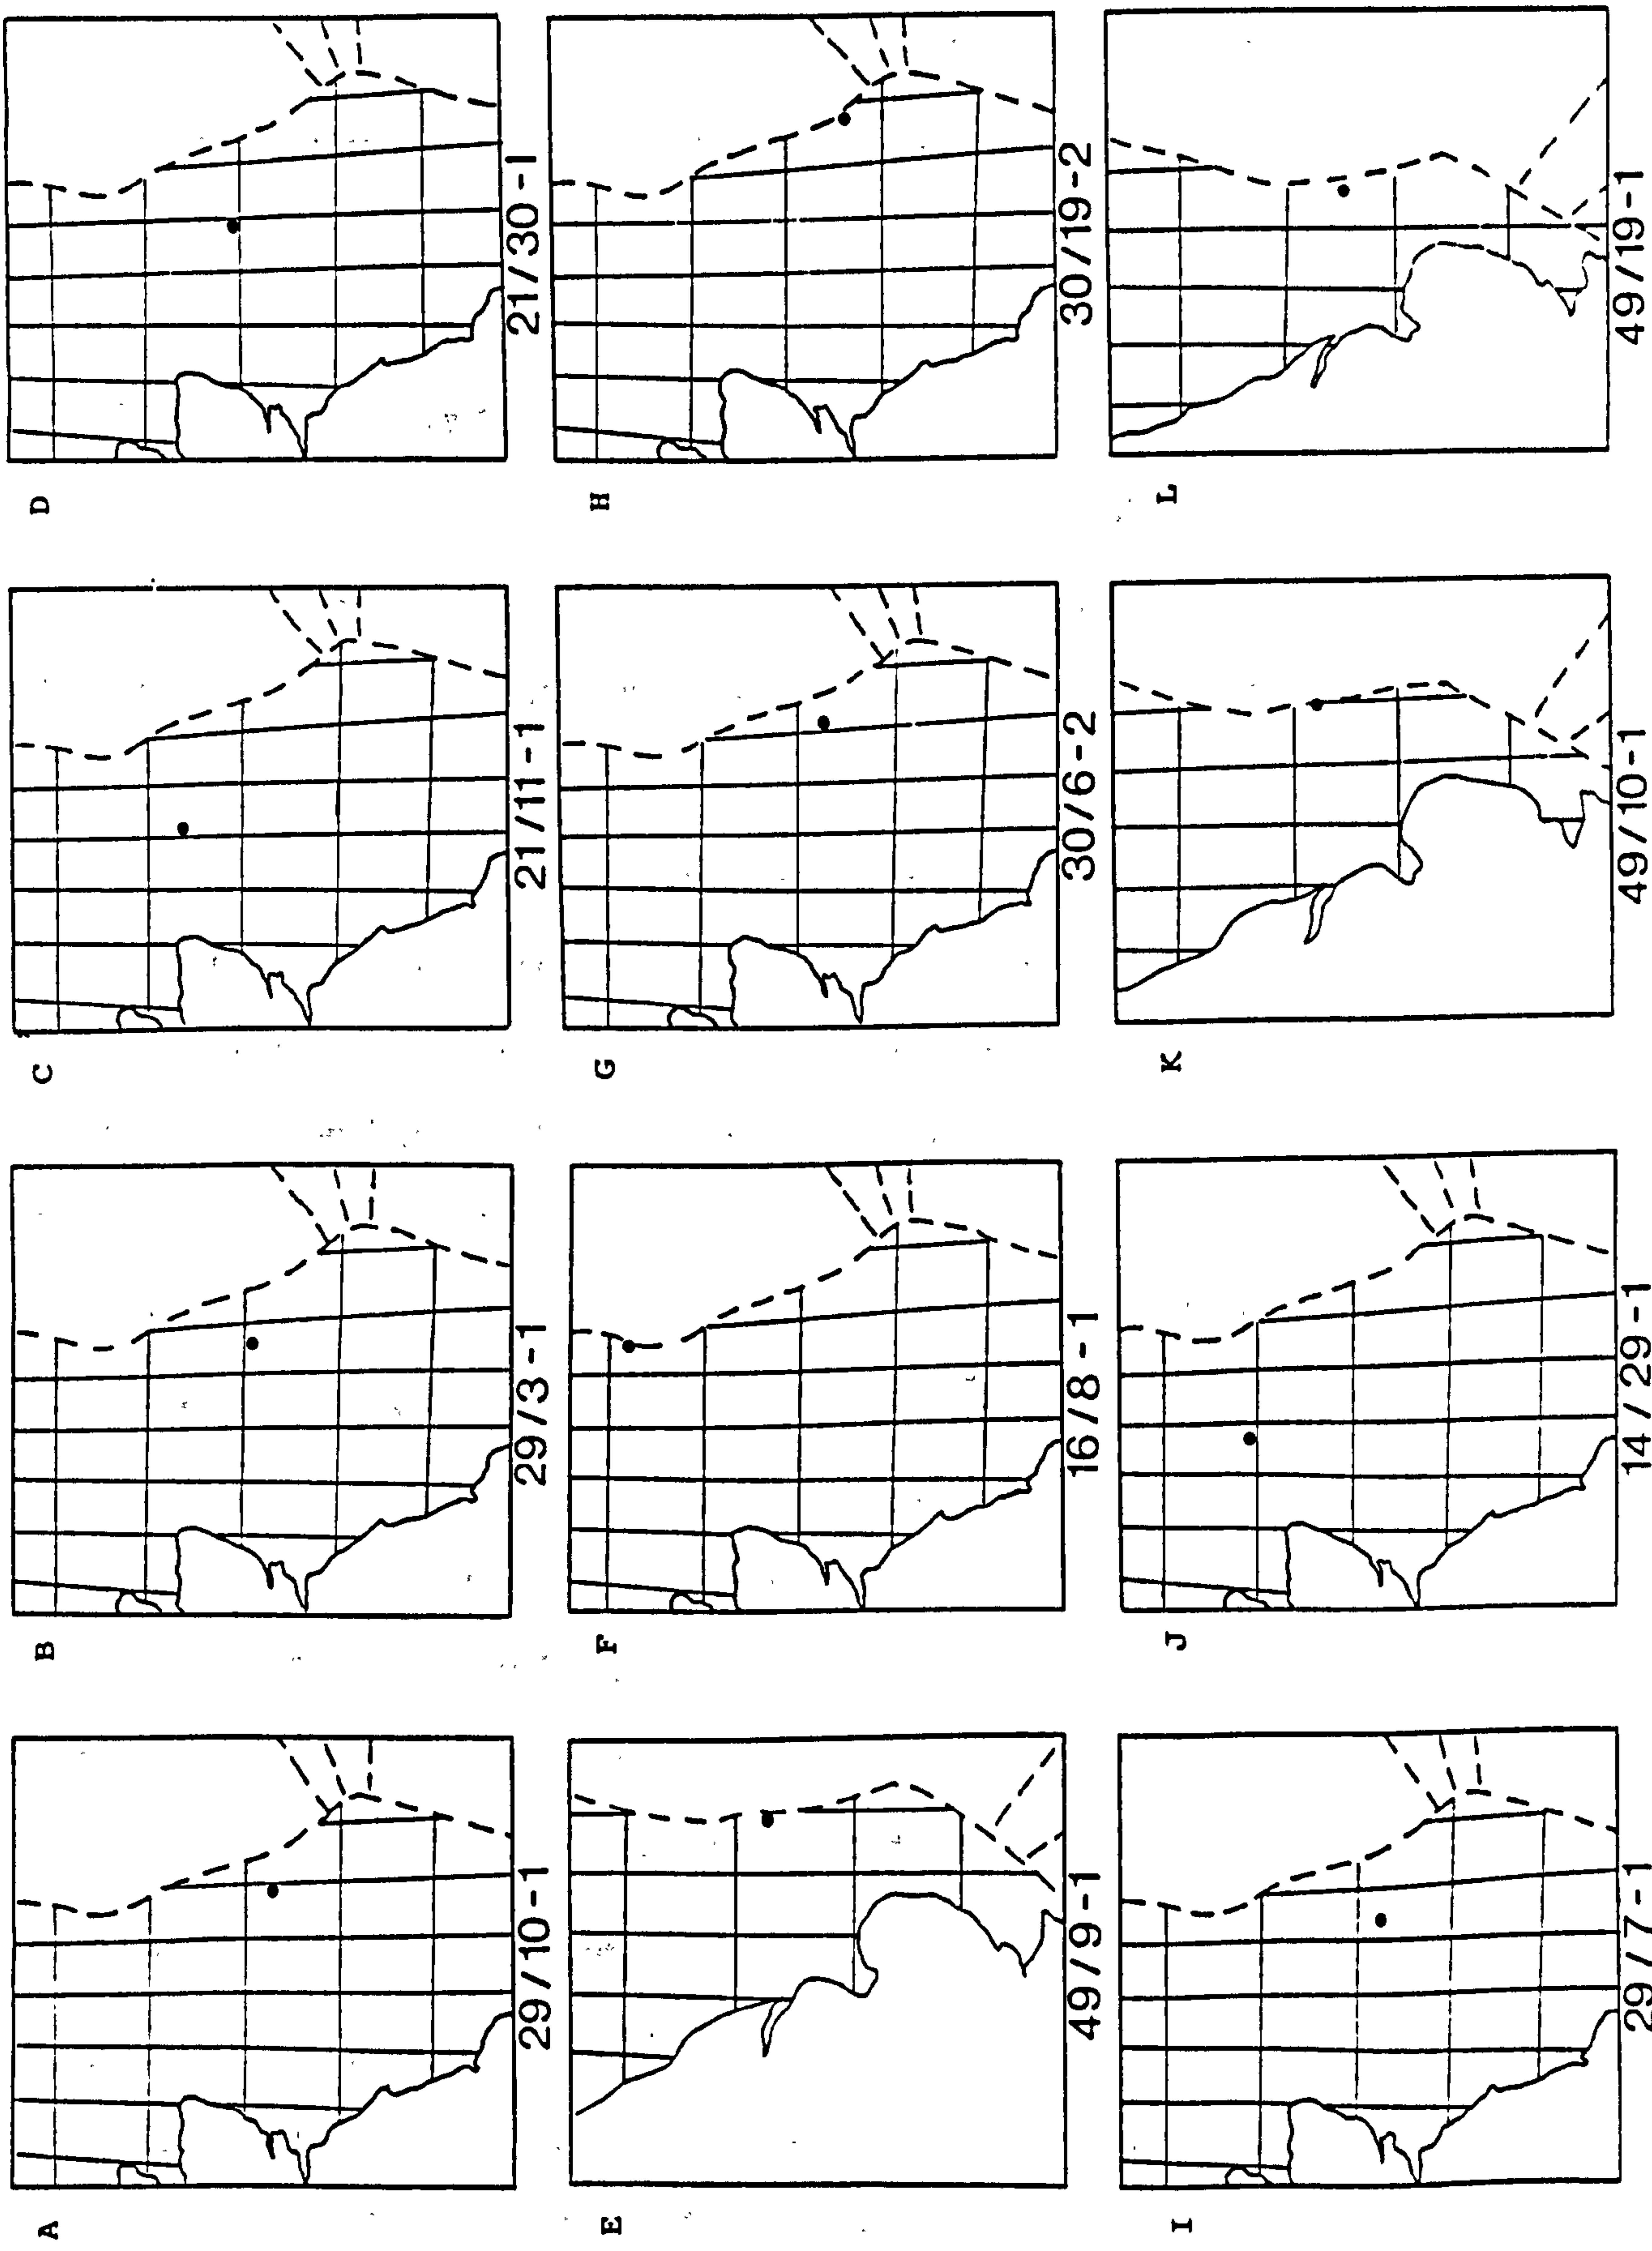 D
21/30-1
H
30/19-2
L
49/19-1
C
21/11-1
G
30/6-2
K
49/10-1
B
29/3-1
F
16/8-1
J
14/29-1
A
29/10-1
E
49/9-1
I
29/7-1